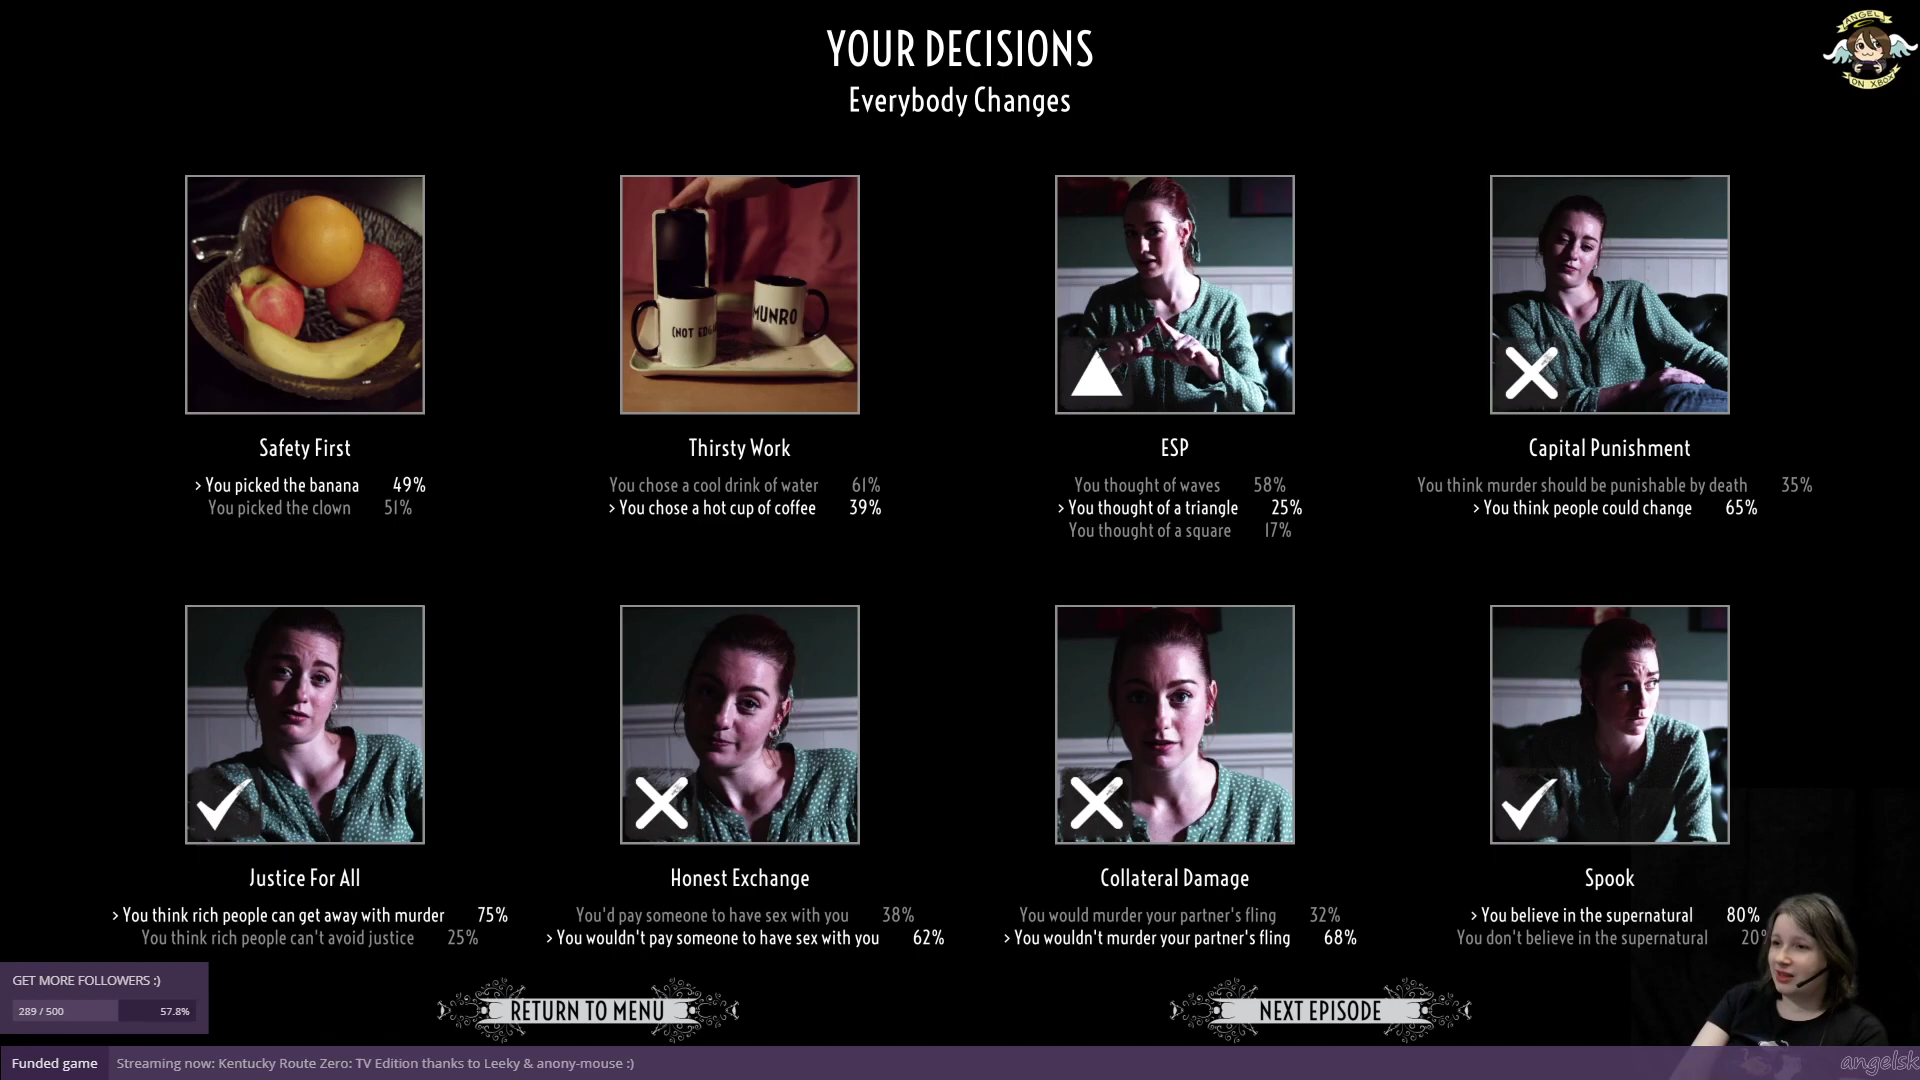 YOUR DECISIONS
Everybody Changes
ANGEL
ON XBOX
(NOT EDGA
MUNRO
Safety First
> You picked the banana 49%
You picked the clown 51%
Thirsty Work
You chose a cool drink of water 61%
> You chose a hot cup of coffee 39%
ESP
You thought of waves 58%
> You thought of a triangle 25%
You thought of a square 17%
Capital Punishment
You think murder should be punishable by death 35%
> You think people could change 65%
Justice For All
> You think rich people can get away with murder 75%
You think rich people can't avoid justice 25%
Honest Exchange
You'd pay someone to have sex with you 38%
> You wouldn't pay someone to have sex with you 62%
Collateral Damage
You would murder your partner's fling 32%
> You wouldn't murder your partner's fling 68%
Spook
> You believe in the supernatural 80%
You don't believe in the supernatural 20%
GET MORE FOLLOWERS :)
289 / 500 57.8%
RETURN TO MENU
NEXT EPISODE
Funded game Streaming now: Kentucky Route Zero: TV Edition thanks to Leeky & anony-mouse :)
angelsk